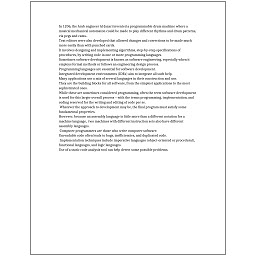 In 1206, the Arab engineer Al-Jazari invented a programmable drum machine where a
musical mechanical automaton could be made to play different rhythms and drum patterns,
via pegs and cams.
Text editors were also developed that allowed changes and corrections to be made much
more easily than with punched cards.
It involves designing and implementing algorithms, step-by-step specifications of
procedures, by writing code in one or more programming languages.
Sometimes software development is known as software engineering, especially when it
employs formal methods or follows an engineering design process.
Programming languages are essential for software development.
Integrated development environments (IDEs) aim to integrate all such help.
Many applications use a mix of several languages in their construction and use.
They are the building blocks for all software, from the simplest applications to the most
sophisticated ones.
While these are sometimes considered programming, often the term software development
is used for this larger overall process – with the terms programming, implementation, and
coding reserved for the writing and editing of code per se.
Whatever the approach to development may be, the final program must satisfy some
fundamental properties.
However, because an assembly language is little more than a different notation for a
machine language, two machines with different instruction sets also have different
assembly languages.
Computer programmers are those who write computer software.
Unreadable code often leads to bugs, inefficiencies, and duplicated code.
Implementation techniques include imperative languages (object-oriented or procedural),
functional languages, and logic languages.
Use of a static code analysis tool can help detect some possible problems.